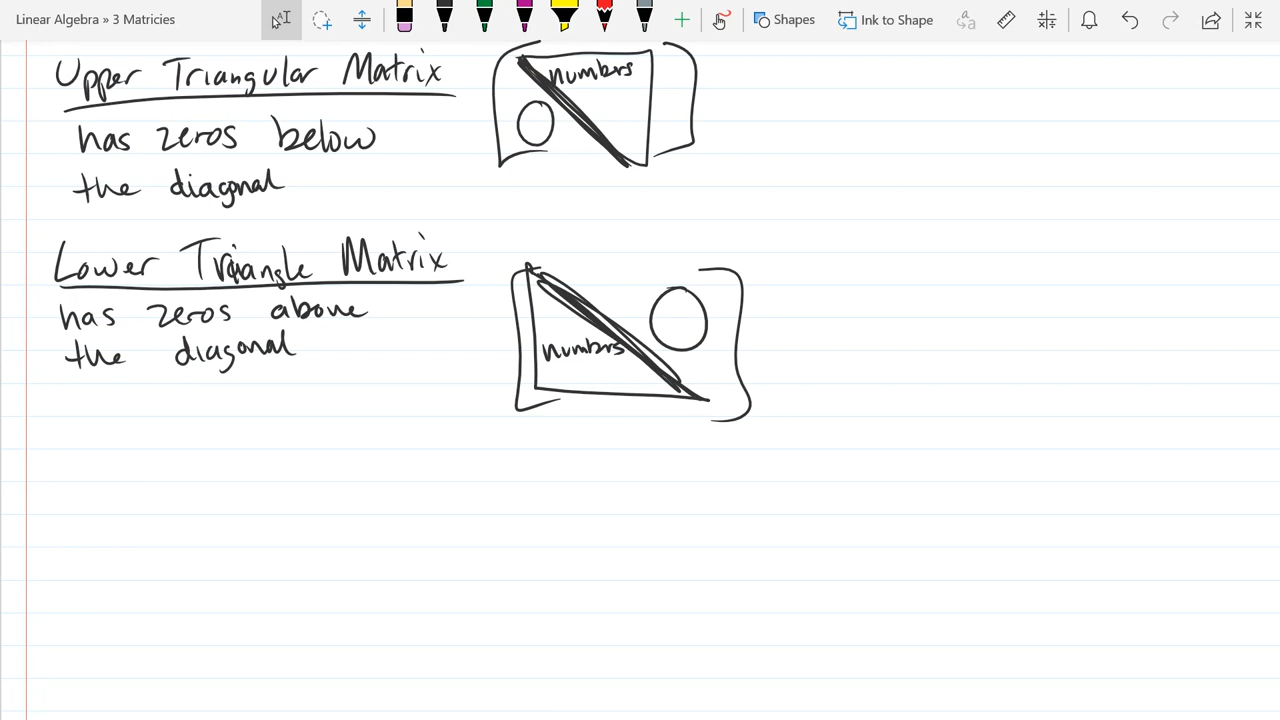 Linear Algebra » 3 Matricies
Shapes
Ink to Shape
Upper Triangular Matrix
has zeros below
the diagonal
numbers
0
Lower Triangle Matrix
has zeros above
the diagonal
numbers
0